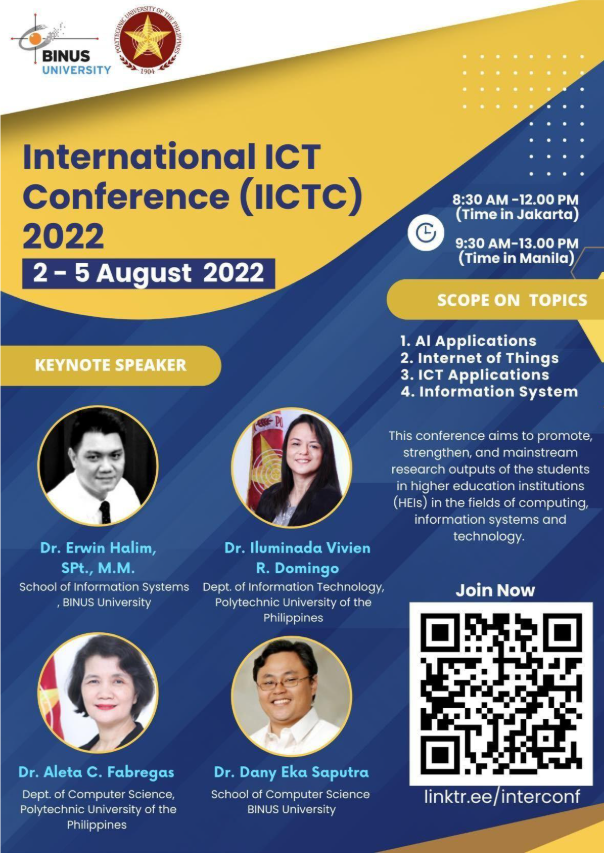 BINUS
UNIVERSITY
POLYTECHNIC UNIVERSITY OF THE PHILIPPINES
1904
International ICT
Conference (IICTC)
2022
2 - 5 August 2022
8:30 AM -12.00 PM
(Time in Jakarta)
9:30 AM-13.00 PM
(Time in Manila)
SCOPE ON TOPICS
1. AI Applications
2. Internet of Things
3. ICT Applications
4. Information System
This conference aims to promote,
strengthen, and mainstream
research outputs of the students
in higher education institutions
(HEIs) in the fields of computing,
information systems and
technology.
KEYNOTE SPEAKER
Dr. Erwin Halim,
SPt., M.M.
School of Information Systems
, BINUS University
Dr. Iluminada Vivien
R. Domingo
Dept. of Information Technology,
Polytechnic University of the
Philippines
Dr. Aleta C. Fabregas
Dept. of Computer Science,
Polytechnic University of the
Philippines
Dr. Dany Eka Saputra
School of Computer Science
BINUS University
Join Now
linktr.ee/interconf